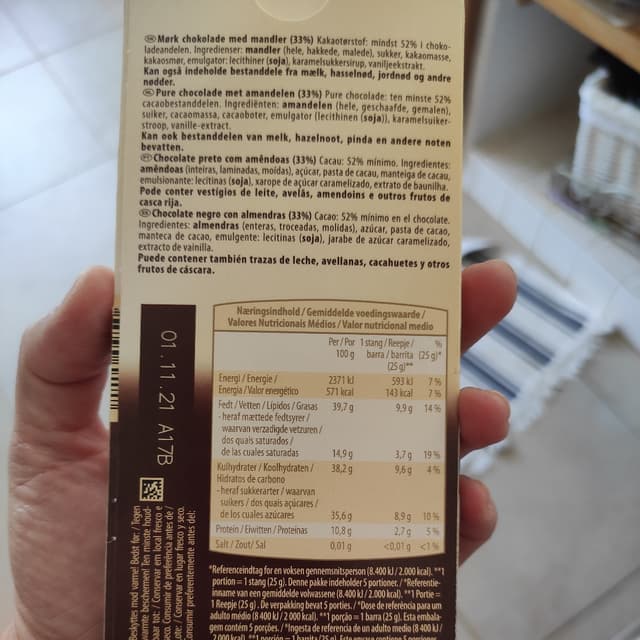 DK Mørk chokolade med mandler (33%) Kakaotørstof: mindst 52% i choko-
ladeandelen. Ingredienser: mandler (hele, hakkede, malede), sukker, kakaomasse,
kakaosmør, emulgator: lecithiner (soja), karamelsukkersirup, vaniljeekstrakt.
Kan også indeholde bestanddele fra mælk, hasselnød, jordnød og andre
nødder.
NL Pure chocolade met amandelen (33%) Pure chocolade: ten minste 52%
cacaobestanddelen. Ingrediënten: amandelen (hele, geschaafde, gemalen),
suiker, cacaomassa, cacaoboter, emulgator (lecithinen (soja)), karamelsuiker-
stroop, vanille-extract.
Kan ook bestanddelen van melk, hazelnoot, pinda en andere noten
bevatten.
PT Chocolate preto com amêndoas (33%) Cacau: 52% mínimo. Ingredientes:
amêndoas (inteiras, laminadas, moídas), açúcar, pasta de cacau, manteiga de cacau,
emulsionante: lecitinas (soja), xarope de açúcar caramelizado, extrato de baunilha.
Pode conter vestígios de leite, avelãs, amendoins e outros frutos de
casca rija.
ES Chocolate negro con almendras (33%) Cacao: 52% mínimo en el chocolate.
Ingredientes: almendras (enteras, troceadas, molidas), azúcar, pasta de cacao,
manteca de cacao, emulgente: lecitinas (soja), jarabe de azúcar caramelizado,
extracto de vainilla.
Puede contener también trazas de leche, avellanas, cacahuetes y otros
frutos de cáscara.
01.11.21 A17B
Næringsindhold / Gemiddelde voedingswaarde /
Valores Nutricionais Médios / Valor nutricional medio
Per / Por 1 stang / Reepje / %
100 g barra / barrita (25 g)*
(25 g)**
Energi / Energie / 2371 kJ 593 kJ 7 %
Energia / Valor energético 571 kcal 143 kcal 7 %
Fedt / Vetten / Lípidos / Grasas 39,7 g 9,9 g 14 %
- heraf mættede fedtsyrer /
waarvan verzadigde vetzuren /
dos quais saturados /
de las cuales saturadas 14,9 g 3,7 g 19 %
Kulhydrater / Koolhydraten / 38,2 g 9,6 g 4 %
Hidratos de carbono
- heraf sukkerarter / waarvan
suikers / dos quais açúcares /
de los cuales azúcares 35,6 g 8,9 g 10 %
Protein / Eiwitten / Proteínas 10,8 g 2,7 g 5 %
Salt / Zout / Sal 0,01 g <0,01 g <1 %
*Referenceindtag for en voksen gennemsnitsperson (8.400 kJ / 2.000 kcal). **1
portion = 1 stang (25 g). Denne pakke indeholder 5 portioner. / *Referentie-
inname van een gemiddelde volwassene (8.400 kJ / 2.000 kcal). **1 Portie =
1 Reepje (25 g). De verpakking bevat 5 porties. / *Dose de referência para um
adulto médio (8 400 kJ / 2 000 kcal). **1 porção = 1 barra (25 g). Esta embala-
gem contém 5 porções. / *Ingesta de referencia de un adulto medio (8 400 kJ /
2 000 kcal). **1 porción = 1 barrita (25 g).